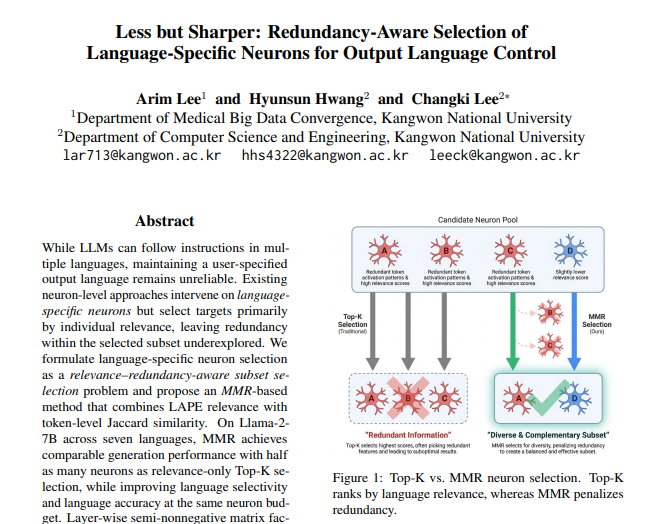 Less but Sharper: Redundancy-Aware Selection of
Language-Specific Neurons for Output Language Control
Arim Lee¹ and Hyunsun Hwang² and Changki Lee²*
¹Department of Medical Big Data Convergence, Kangwon National University
²Department of Computer Science and Engineering, Kangwon National University
lar713@kangwon.ac.kr hhs4322@kangwon.ac.kr leeck@kangwon.ac.kr
Abstract
While LLMs can follow instructions in mul-
tiple languages, maintaining a user-specified
output language remains unreliable. Existing
neuron-level approaches intervene on language-
specific neurons but select targets primarily
by individual relevance, leaving redundancy
within the selected subset underexplored. We
formulate language-specific neuron selection
as a relevance–redundancy-aware subset se-
lection problem and propose an MMR-based
method that combines LAPE relevance with
token-level Jaccard similarity. On Llama-2-
7B across seven languages, MMR achieves
comparable generation performance with half
as many neurons as relevance-only Top-K se-
lection, while improving language selectivity
and language accuracy at the same neuron bud-
get. Layer-wise semi-nonnegative matrix fac-
Candidate Neuron Pool
A
B
C
D
Redundant token
activation patterns &
high relevance scores
Redundant token
activation patterns &
high relevance scores
Redundant token
activation patterns &
high relevance scores
Slightly lower
relevance score
Top-K
Selection
(Traditional)
B
C
MMR
Selection
(Ours)
A
B
C
A
D
"Redundant Information"
Top-K selects highest scores, often picking redundant
features and leading to suboptimal results.
"Diverse & Complementary Subset"
MMR selects for diversity, penalizing redundancy
to create a balanced and effective subset.
Figure 1: Top-K vs. MMR neuron selection. Top-K
ranks by language relevance, whereas MMR penalizes
redundancy.